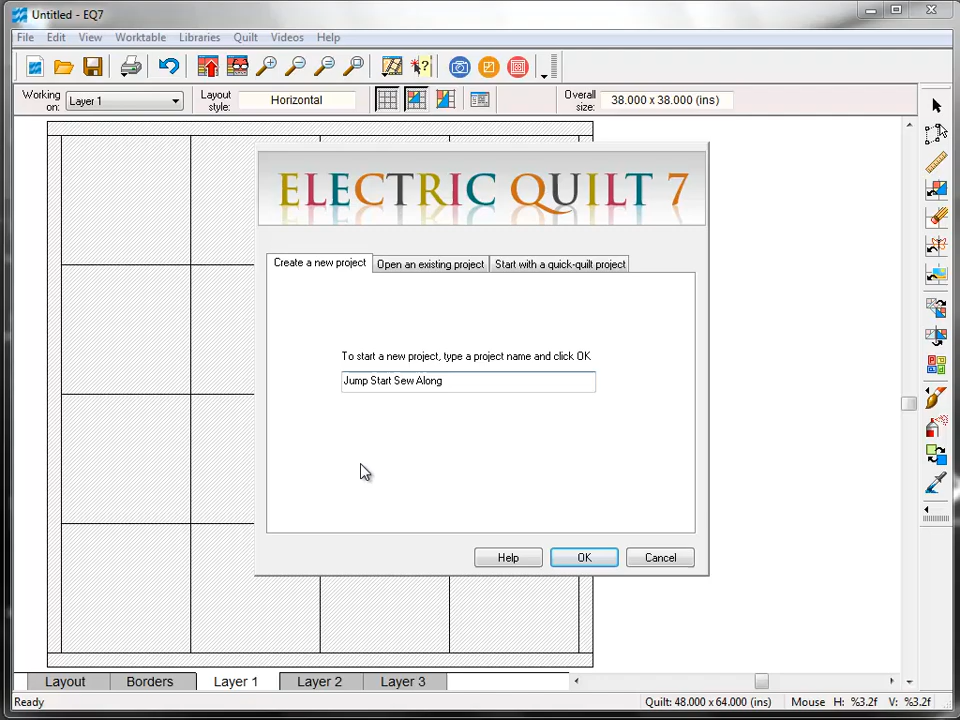 Untitled - EQ7
File Edit View Worktable Libraries Quilt Videos Help
Working on: Layer 1 Layout style: Horizontal Overall size: 38.000 x 38.000 (ins)
ELECTRIC QUILT 7
Create a new project Open an existing project Start with a quick-quilt project
To start a new project, type a project name and click OK
Jump Start Sew Along
Help OK Cancel
Layout Borders Layer 1 Layer 2 Layer 3
Ready Quilt: 48.000 x 64.000 (ins) Mouse H: %3.2f V: %3.2f